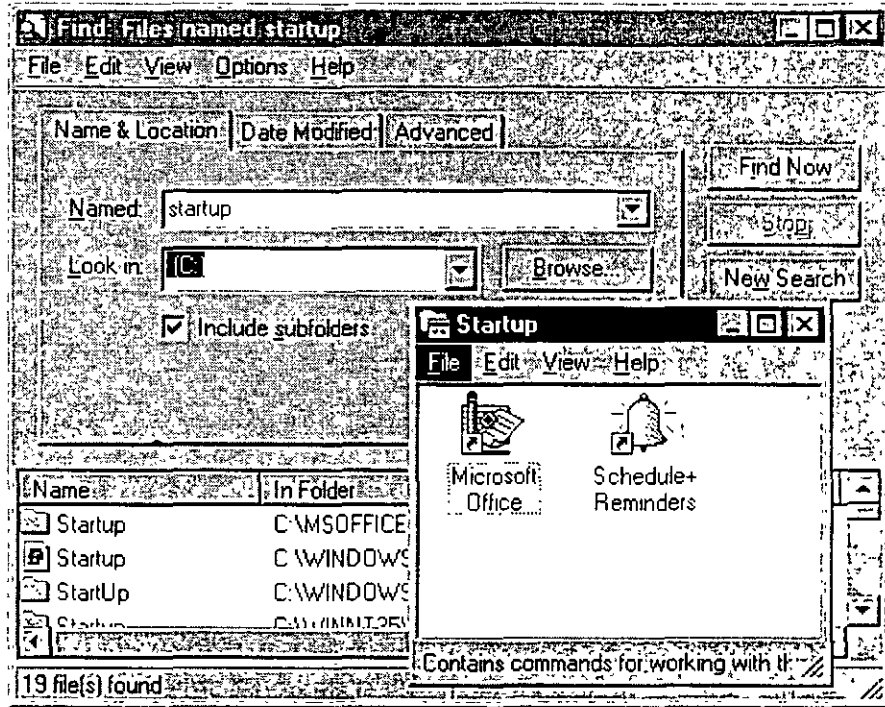 Find: Files named startup
File Edit View Options Help
Name & Location Date Modified Advanced
Named: startup
Look in: (C:
Include subfolders
Browse...
Find Now
Stop
New Search
Startup
File Edit View Help
Microsoft Office
Schedule+ Reminders
Contains commands for working with th
Name In Folder
Startup C:\MSOFFICE
Startup C:\WINDOWS
StartUp C:\WINDOWS
Startup
19 file(s) found